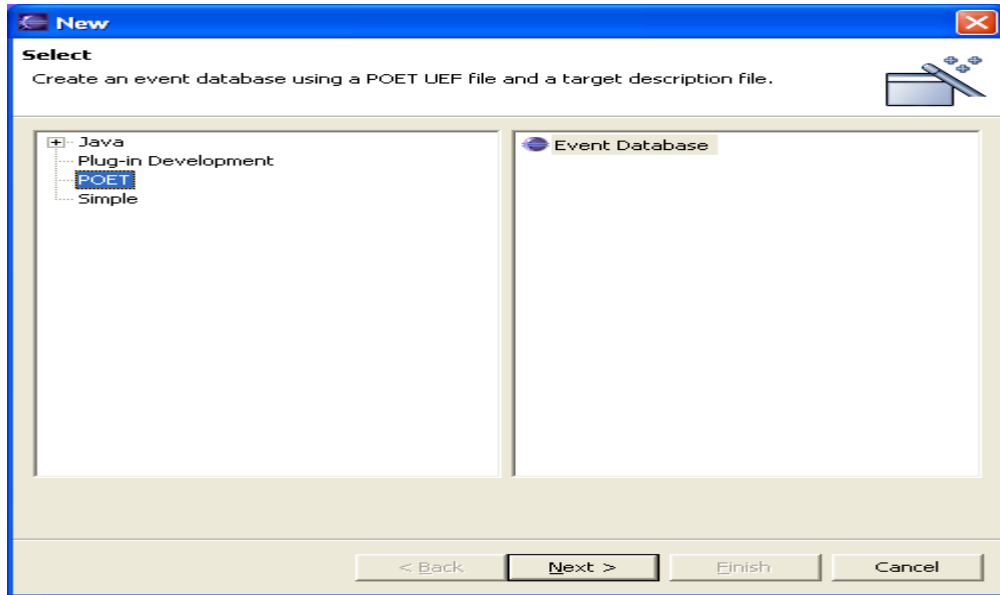 New
Select
Create an event database using a POET UEF file and a target description file.
Java
Plug-in Development
POET
Simple
Event Database
< Back
Next >
Finish
Cancel